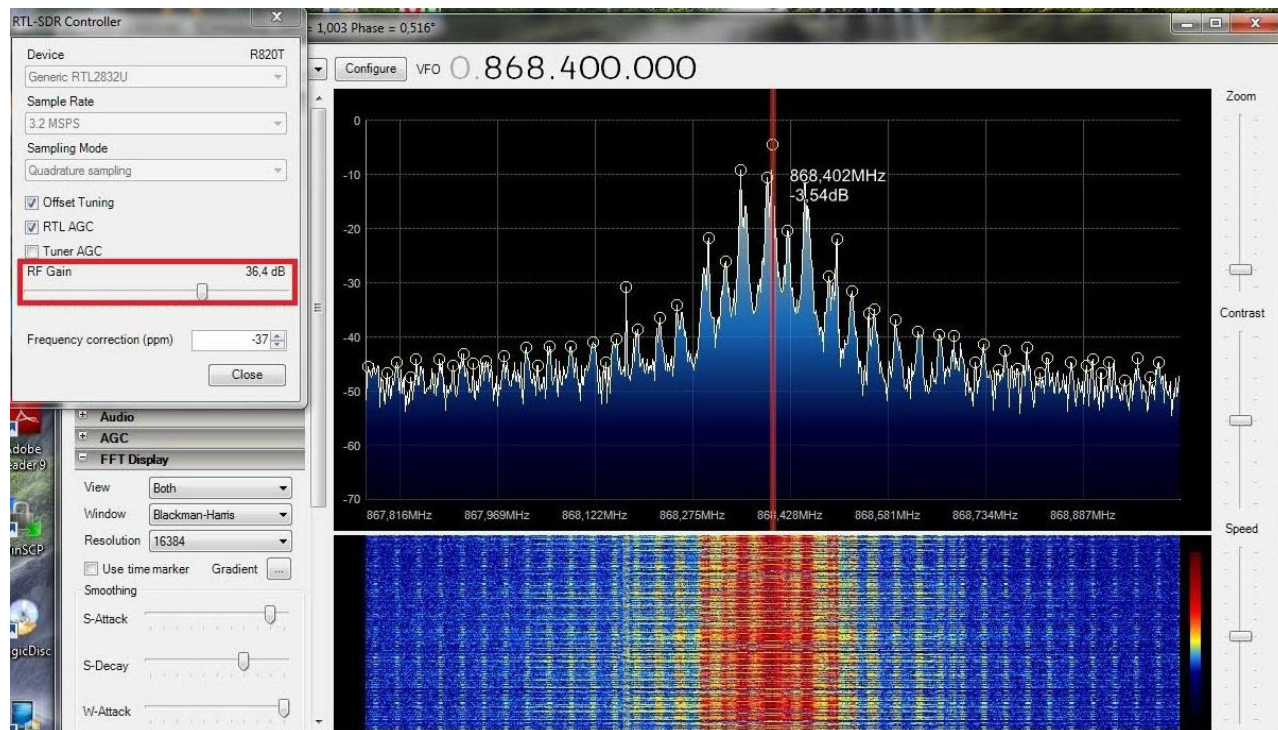 RTL-SDR Controller
X
= 1,003 Phase = 0,516°
Device R820T
Generic RTL2832U
Sample Rate
3.2 MSPS
Sampling Mode
Quadrature sampling
Offset Tuning
RTL AGC
Tuner AGC
RF Gain 36,4 dB
Frequency correction (ppm) -37
Close
Configure VFO 0.868.400.000
Zoom
Contrast
Speed
0
-10
-20
-30
-40
-50
-60
-70
868,402MHz
-3,54dB
867,816MHz 867,969MHz 868,122MHz 868,275MHz 868,428MHz 868,581MHz 868,734MHz 868,887MHz
Audio
AGC
FFT Display
View Both
Window Blackman-Harris
Resolution 16384
Use time marker Gradient ...
Smoothing
S-Attack
S-Decay
W-Attack